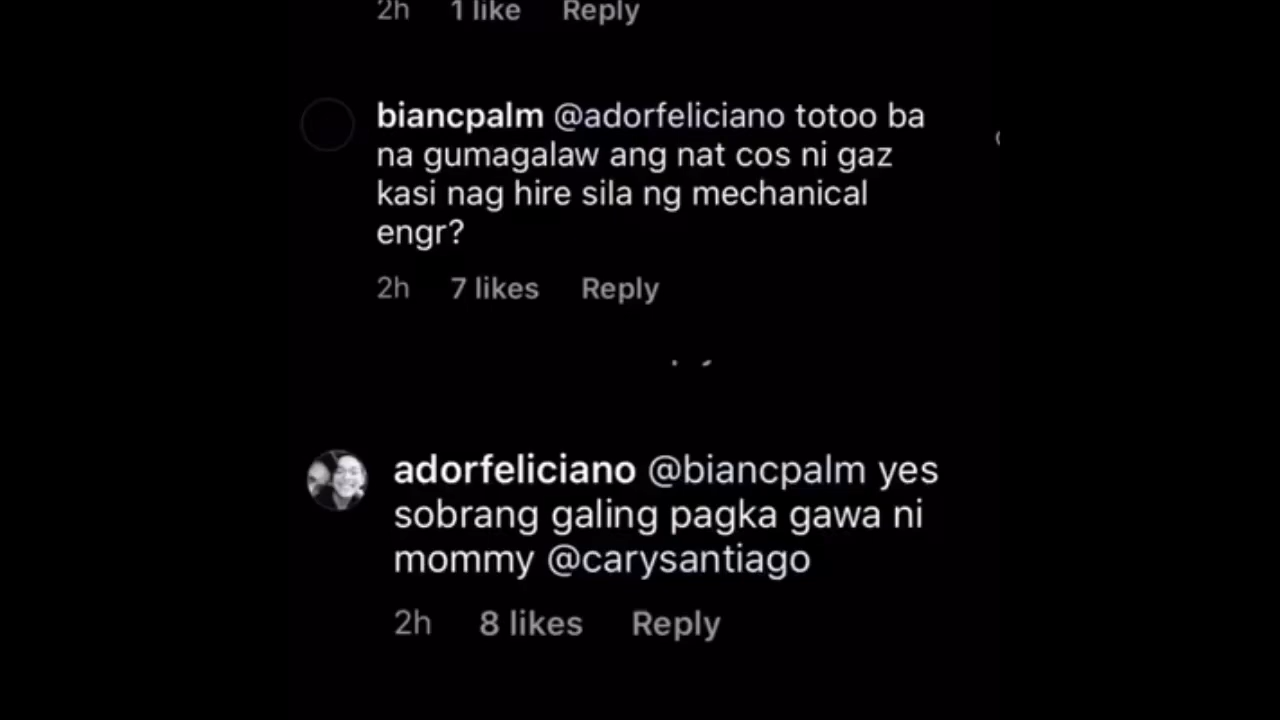 2h 1 like Reply
biancpalm @adorfeliciano totoo ba
na gumagalaw ang nat cos ni gaz
kasi nag hire sila ng mechanical
engr?
2h 7 likes Reply
adorfeliciano @biancpalm yes
sobrang galing pagka gawa ni
mommy @carysantiago
2h 8 likes Reply